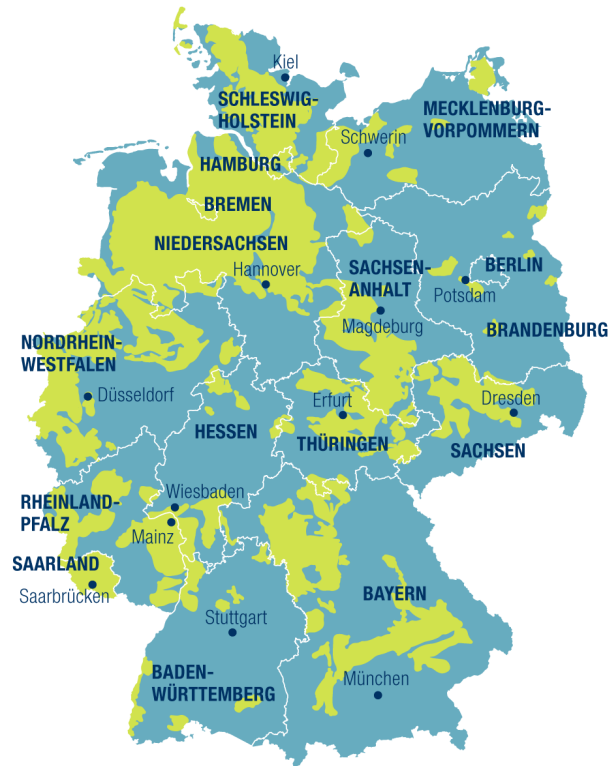 Kiel
SCHLESWIG-
HOLSTEIN
MECKLENBURG-
VORPOMMERN
Schwerin
HAMBURG
BREMEN
NIEDERSACHSEN
Hannover
SACHSEN-
ANHALT
Magdeburg
BERLIN
Potsdam
BRANDENBURG
NORDRHEIN-
WESTFALEN
Düsseldorf
HESSEN
Erfurt
THÜRINGEN
Dresden
SACHSEN
Wiesbaden
RHEINLAND-
PFALZ
Mainz
SAARLAND
Saarbrücken
BAYERN
Stuttgart
BADEN-
WÜRTTEMBERG
München